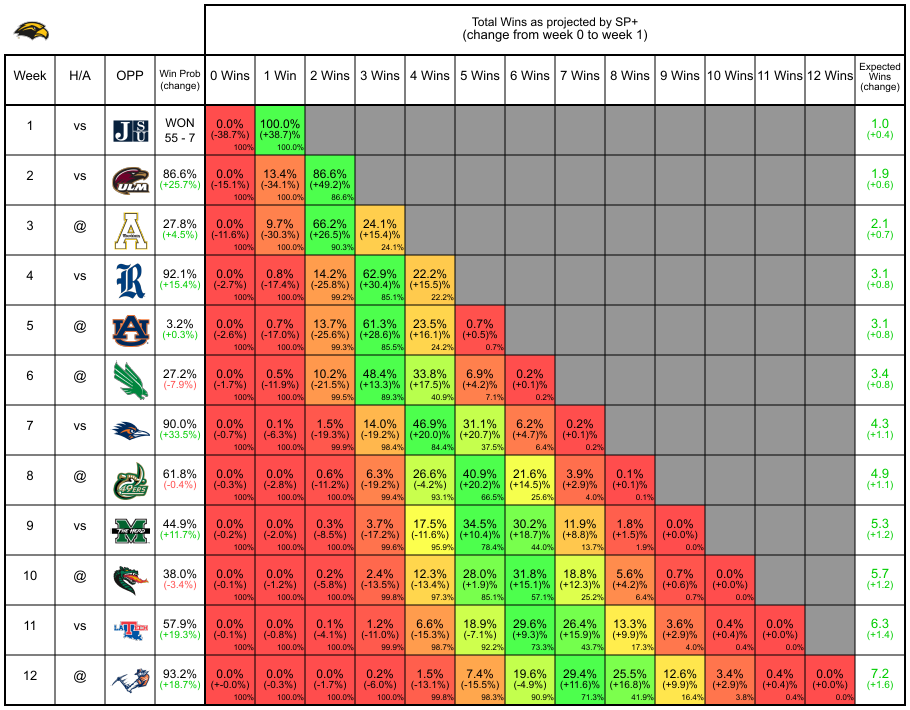 Total Wins as projected by SP+
(change from week 0 to week 1)
Week H/A OPP Win Prob (change) 0 Wins 1 Win 2 Wins 3 Wins 4 Wins 5 Wins 6 Wins 7 Wins 8 Wins 9 Wins 10 Wins 11 Wins 12 Wins Expected Wins (change)
1 vs JSU WON 0.0% 100.0% 1.0
55 - 7 (-38.7%) (+38.7)% (+0.4)
100% 100.0%
2 vs ULM 86.6% 0.0% 13.4% 86.6% 1.9
(+25.7%) (-15.1%) (-34.1%) (+49.2)% (+0.6)
100% 100.0% 86.6%
3 @ A 27.8% 0.0% 9.7% 66.2% 24.1% 2.1
(+4.5%) (-11.6%) (-30.3%) (+26.5)% (+15.4)% (+0.7)
100% 100.0% 90.3% 24.1%
4 vs R 92.1% 0.0% 0.8% 14.2% 62.9% 22.2% 3.1
(+15.4%) (-2.7%) (-17.4%) (-25.8%) (+30.4)% (+15.5)% (+0.8)
100% 100.0% 99.2% 85.1% 22.2%
5 @ AU 3.2% 0.0% 0.7% 13.7% 61.3% 23.5% 0.7% 3.1
(+0.3%) (-2.6%) (-17.0%) (-25.6%) (+28.6)% (+16.1)% (+0.5)% (+0.8)
100% 100.0% 99.3% 85.5% 24.2% 0.7%
6 @ 27.2% 0.0% 0.5% 10.2% 48.4% 33.8% 6.9% 0.2% 3.4
(-7.9%) (-1.7%) (-11.9%) (-21.5%) (+13.3)% (+17.5)% (+4.2)% (+0.1)% (+0.8)
100% 100.0% 99.5% 89.3% 40.9% 7.1% 0.2%
7 vs 90.0% 0.0% 0.1% 1.5% 14.0% 46.9% 31.1% 6.2% 0.2% 4.3
(+33.5%) (-0.7%) (-6.3%) (-19.3%) (-19.2%) (+20.0)% (+20.7)% (+4.7)% (+0.1)% (+1.1)
100% 100.0% 99.9% 98.4% 84.4% 37.5% 6.4% 0.2%
8 @ 49ERS 61.8% 0.0% 0.0% 0.6% 6.3% 26.6% 40.9% 21.6% 3.9% 0.1% 4.9
(-0.4%) (-0.3%) (-2.8%) (-11.2%) (-19.2%) (-4.2%) (+20.2)% (+14.5)% (+2.9)% (+0.1)% (+1.1)
100% 100.0% 100.0% 99.4% 93.1% 66.5% 25.6% 4.0% 0.1%
9 vs M THE HERD 44.9% 0.0% 0.0% 0.3% 3.7% 17.5% 34.5% 30.2% 11.9% 1.8% 0.0% 5.3
(+11.7%) (-0.2%) (-2.0%) (-8.5%) (-17.2%) (-11.6%) (+10.4)% (+18.7)% (+8.8)% (+1.5)% (+0.0)% (+1.2)
100% 100.0% 100.0% 99.6% 95.9% 78.4% 44.0% 13.7% 1.9% 0.0%
10 @ 38.0% 0.0% 0.0% 0.2% 2.4% 12.3% 28.0% 31.8% 18.8% 5.6% 0.7% 0.0% 5.7
(-3.4%) (-0.1%) (-1.2%) (-5.8%) (-13.5%) (-13.4%) (+1.9)% (+15.1)% (+12.3)% (+4.2)% (+0.6)% (+0.0)% (+1.2)
100% 100.0% 100.0% 99.8% 97.3% 85.1% 57.1% 25.2% 6.4% 0.7% 0.0%
11 vs LA TECH 57.9% 0.0% 0.0% 0.1% 1.2% 6.6% 18.9% 29.6% 26.4% 13.3% 3.6% 0.4% 0.0% 6.3
(+19.3%) (-0.1%) (-0.8%) (-4.1%) (-11.0%) (-15.3%) (-7.1%) (+9.3)% (+15.9)% (+9.9)% (+2.9)% (+0.4)% (+0.0)% (+1.4)
100% 100.0% 100.0% 99.9% 98.7% 92.2% 73.3% 43.7% 17.3% 4.0% 0.4% 0.0%
12 @ 93.2% 0.0% 0.0% 0.0% 0.2% 1.5% 7.4% 19.6% 29.4% 25.5% 12.6% 3.4% 0.4% 0.0% 7.2
(+18.7%) (+-0.0%) (-0.3%) (-1.7%) (-6.0%) (-13.1%) (-15.5%) (-4.9%) (+11.6)% (+16.8)% (+9.9)% (+2.9)% (+0.4)% (0.0)% (+1.6)
100% 100.0% 100.0% 100.0% 99.8% 98.3% 90.9% 71.3% 41.9% 16.4% 3.8% 0.4% 0.0%